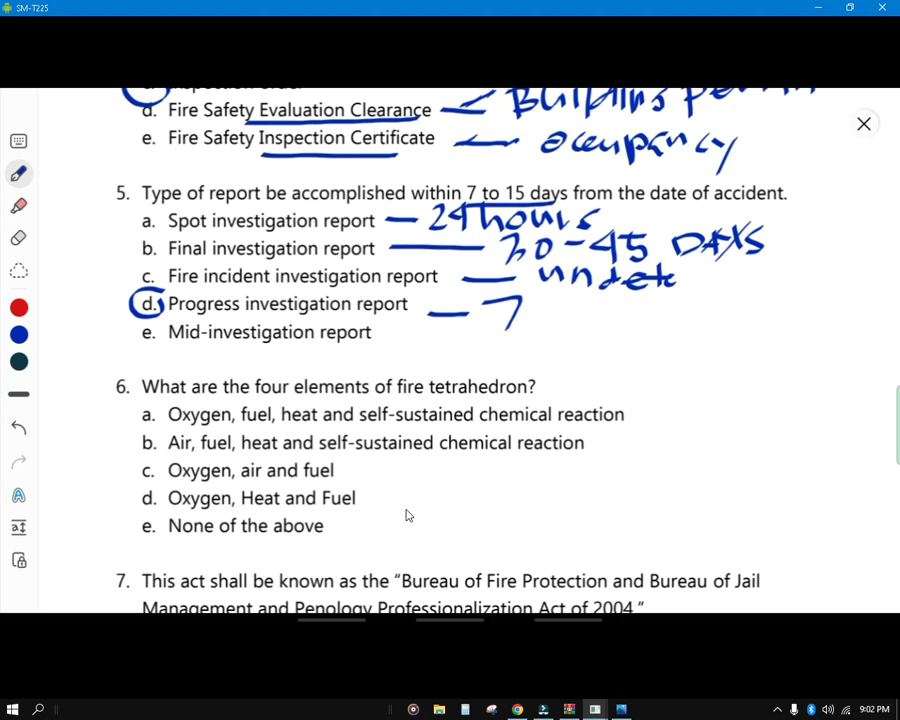 SM-T225
d. Fire Safety Evaluation Clearance Building
e. Fire Safety Inspection Certificate Occupancy
5. Type of report be accomplished within 7 to 15 days from the date of accident.
a. Spot investigation report — 24 hours
b. Final investigation report — 30-45 DAYS
c. Fire incident investigation report —
d. Progress investigation report — 7
e. Mid-investigation report
6. What are the four elements of fire tetrahedron?
a. Oxygen, fuel, heat and self-sustained chemical reaction
b. Air, fuel, heat and self-sustained chemical reaction
c. Oxygen, air and fuel
d. Oxygen, Heat and Fuel
e. None of the above
7. This act shall be known as the “Bureau of Fire Protection and Bureau of Jail
Management and Penology Professionalization Act of 2004.”
9:02 PM